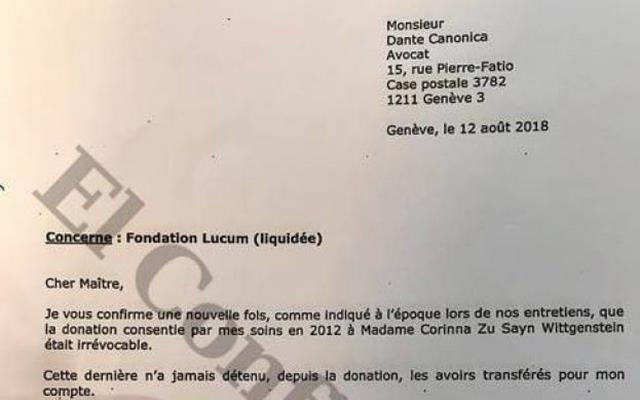 Monsieur
Dante Canonica
Avocat
15, rue Pierre-Fatio
Case postale 3782
1211 Genève 3
Genève, le 12 août 2018
Concerne : Fondation Lucum (liquidée)
Cher Maître,
Je vous confirme une nouvelle fois, comme indiqué à l'époque lors de nos entretiens, que
la donation consentie par mes soins en 2012 à Madame Corinna Zu Sayn Wittgenstein
était irrévocable.
Cette dernière n'a jamais détenu, depuis la donation, les avoirs transférés pour mon
compte.
El Conf